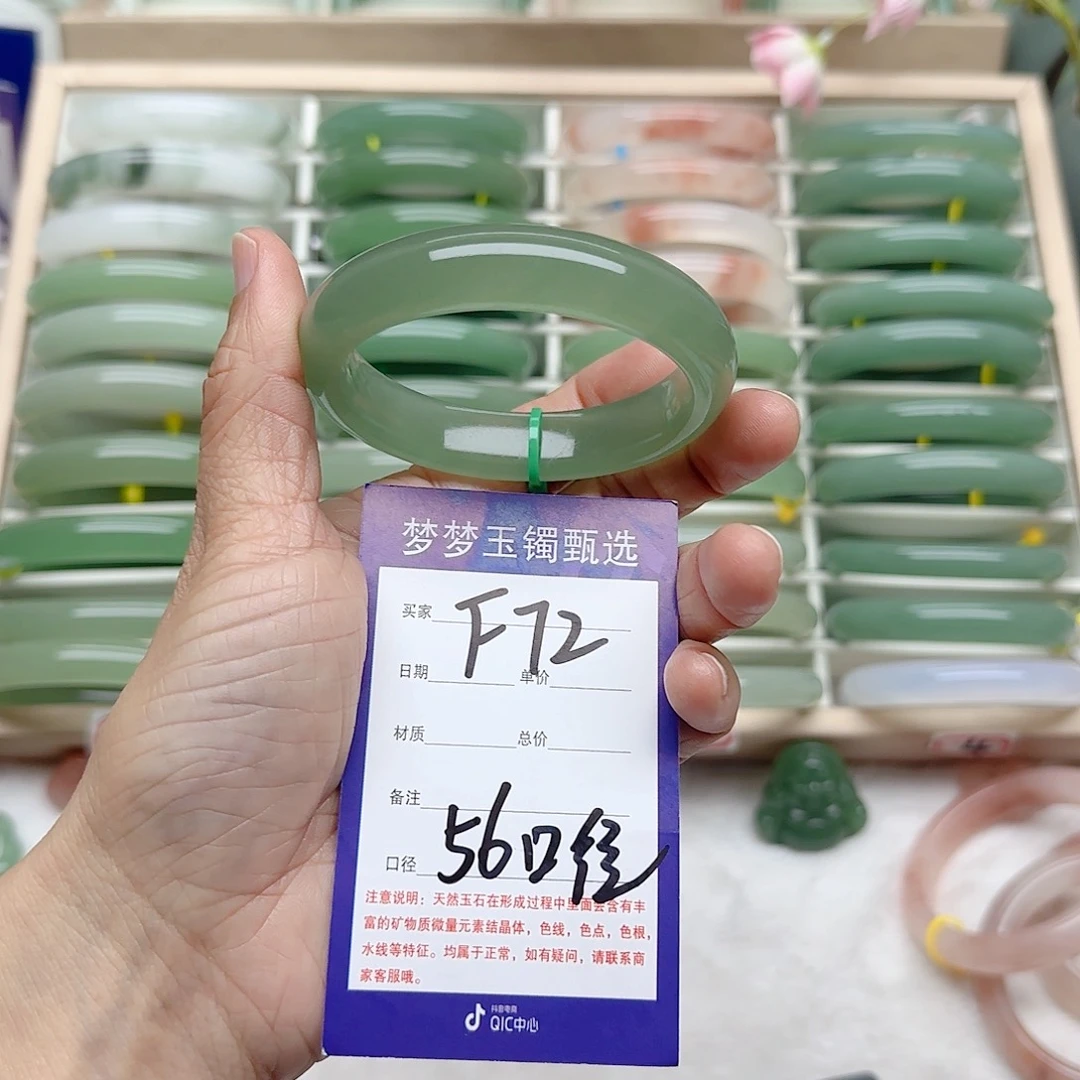 梦梦玉镯甄选
买家 F72
日期 单价
材质 总价
备注
口径 56口径
注意说明：天然玉石在形成过程中里面会含有丰
富的矿物质微量元素结晶体，色线，色点，色根，
水线等特征。均属于正常，如有疑问，请联系商
家客服哦。
抖音电商
QIC中心